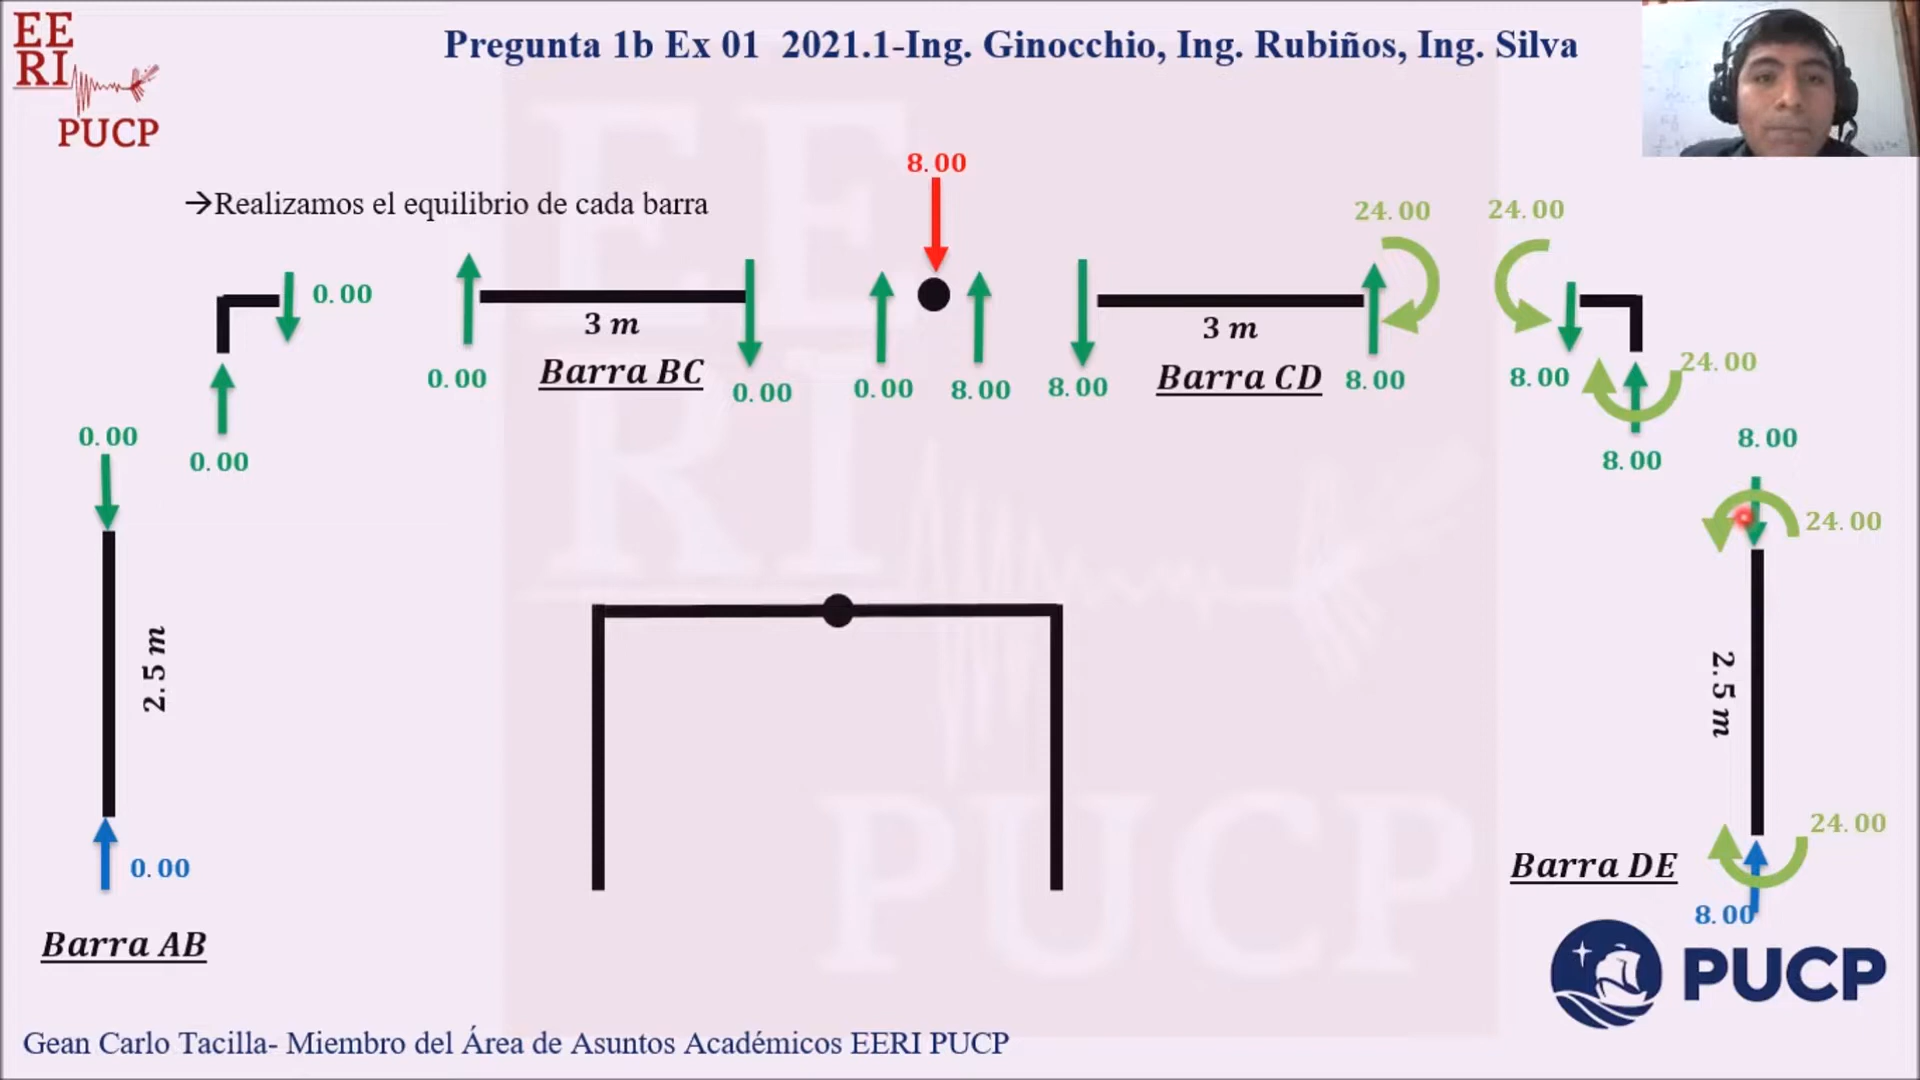 EE
RI
PUCP
Pregunta 1b Ex 01 2021.1-Ing. Ginocchio, Ing. Rubiños, Ing. Silva
→Realizamos el equilibrio de cada barra
8.00
24.00
24.00
0.00
3 m
3 m
24.00
0.00
Barra BC
0.00
0.00
8.00
8.00
Barra CD
8.00
8.00
0.00
0.00
8.00
8.00
24.00
2.5 m
2.5 m
24.00
0.00
Barra DE
8.00
Barra AB
EE
RI
PUCP
PUCP
Gean Carlo Tacilla- Miembro del Área de Asuntos Académicos EERI PUCP